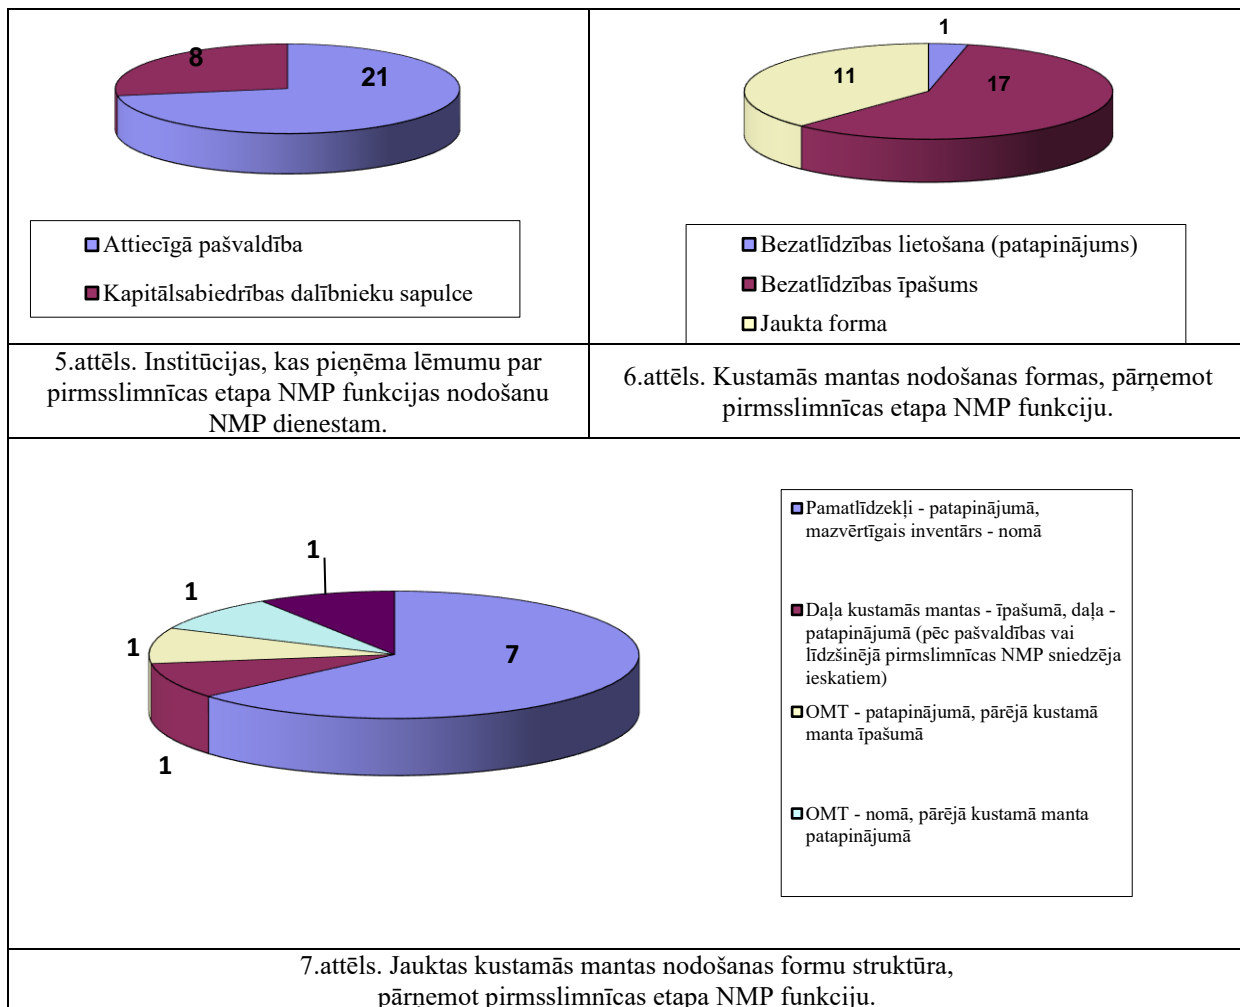 8
21
Attiecīgā pašvaldība
Kapitālsabiedrības dalībnieku sapulce
1
11
17
Bezatlīdzības lietošana (patapinājums)
Bezatlīdzības īpašums
Jaukta forma
5.attēls. Institūcijas, kas pieņēma lēmumu par
pirmsslimnīcas etapa NMP funkcijas nodošanu
NMP dienestam.
6.attēls. Kustamās mantas nodošanas formas, pārņemot
pirmsslimnīcas etapa NMP funkciju.
1
1
1
7
1
Pamatlīdzekļi - patapinājumā,
mazvērtīgais inventārs - nomā
Daļa kustamās mantas - īpašumā, daļa -
patapinājumā (pēc pašvaldības vai
līdzšinējā pirmslimnīcas NMP sniedzēja
ieskatiem)
OMT - patapinājumā, pārējā kustamā
manta īpašumā
OMT - nomā, pārējā kustamā manta
patapinājumā
7.attēls. Jauktas kustamās mantas nodošanas formu struktūra,
pārņemot pirmsslimnīcas etapa NMP funkciju.